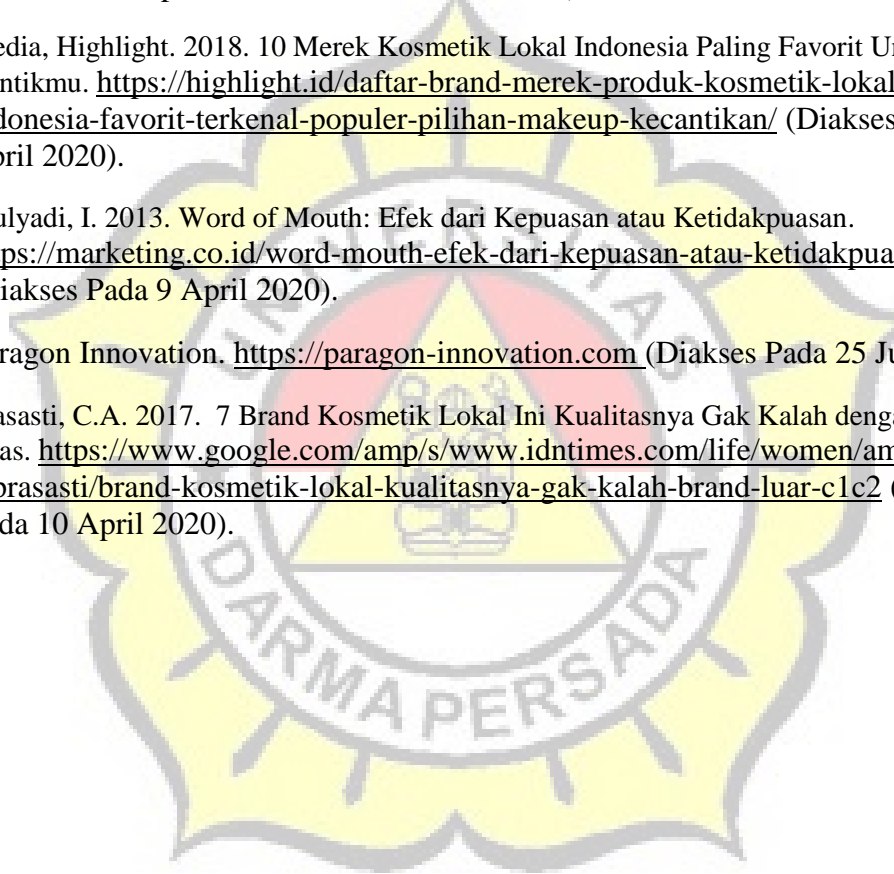 edia, Highlight. 2018. 10 Merek Kosmetik Lokal Indonesia Paling Favorit Un
ntikmu. https://highlight.id/daftar-brand-merek-produk-kosmetik-lokal
donesia-favorit-terkenal-populer-pilihan-makeup-kecantikan/ (Diakses
pril 2020).
ulyadi, I. 2013. Word of Mouth: Efek dari Kepuasan atau Ketidakpuasan.
ps://marketing.co.id/word-mouth-efek-dari-kepuasan-atau-ketidakpua
iakses Pada 9 April 2020).
ragon Innovation. https://paragon-innovation.com (Diakses Pada 25 Ju
asasti, C.A. 2017. 7 Brand Kosmetik Lokal Ini Kualitasnya Gak Kalah denga
as. https://www.google.com/amp/s/www.idntimes.com/life/women/am
prasasti/brand-kosmetik-lokal-kualitasnya-gak-kalah-brand-luar-c1c2 (
da 10 April 2020).
UNIVERSITAS
DARMA PERSADA